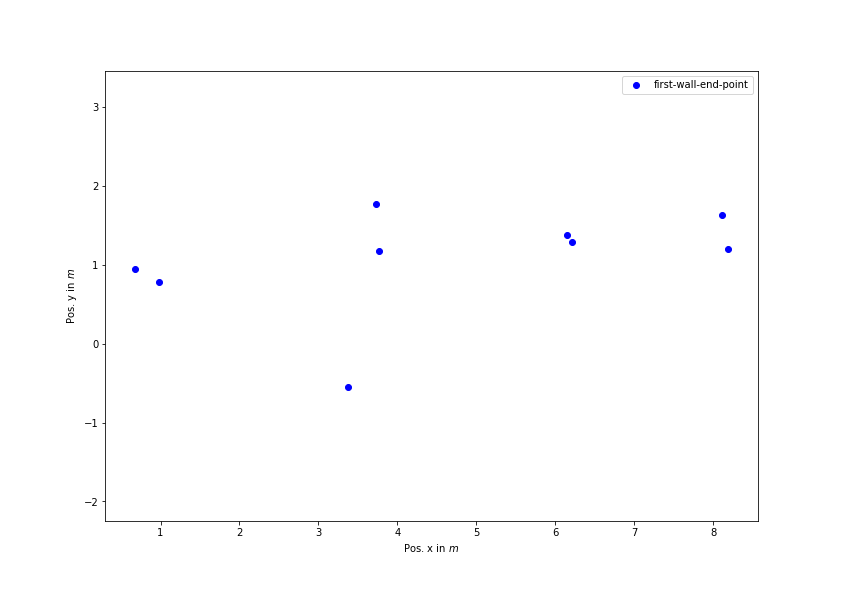 first-wall-end-point
3
2
1
0
−1
−2
Pos. y in m
1 2 3 4 5 6 7 8
Pos. x in m